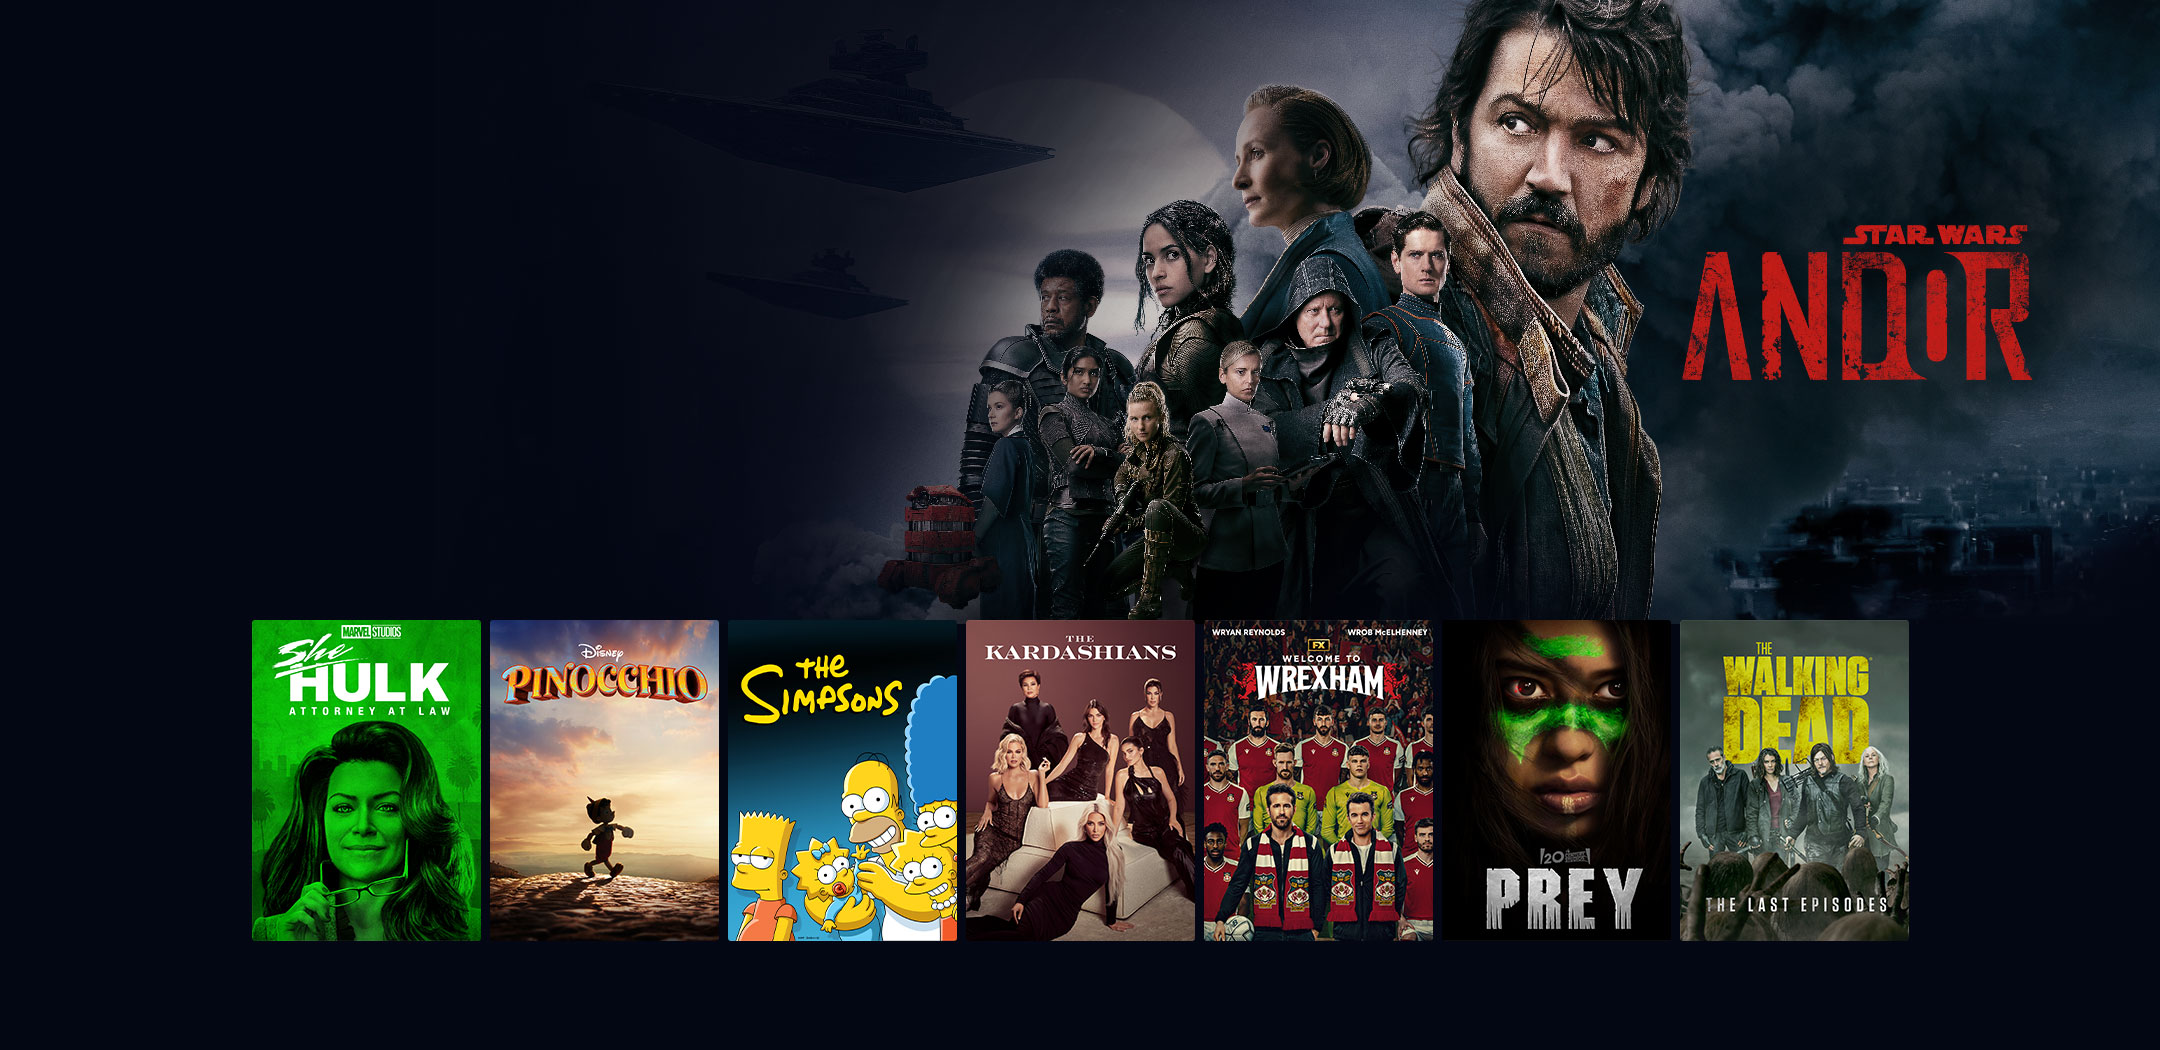 STAR WARS
ANDOR
MARVEL STUDIOS
She
HULK
ATTORNEY AT LAW
Disney
PINOCCHIO
THE
SIMPSONS
THE
KARDASHIANS
WRYAN REYNOLDS WROB McELHENNEY
FX
WELCOME TO
WREXHAM
20
PREY
THE
WALKING
DEAD
THE LAST EPISODES